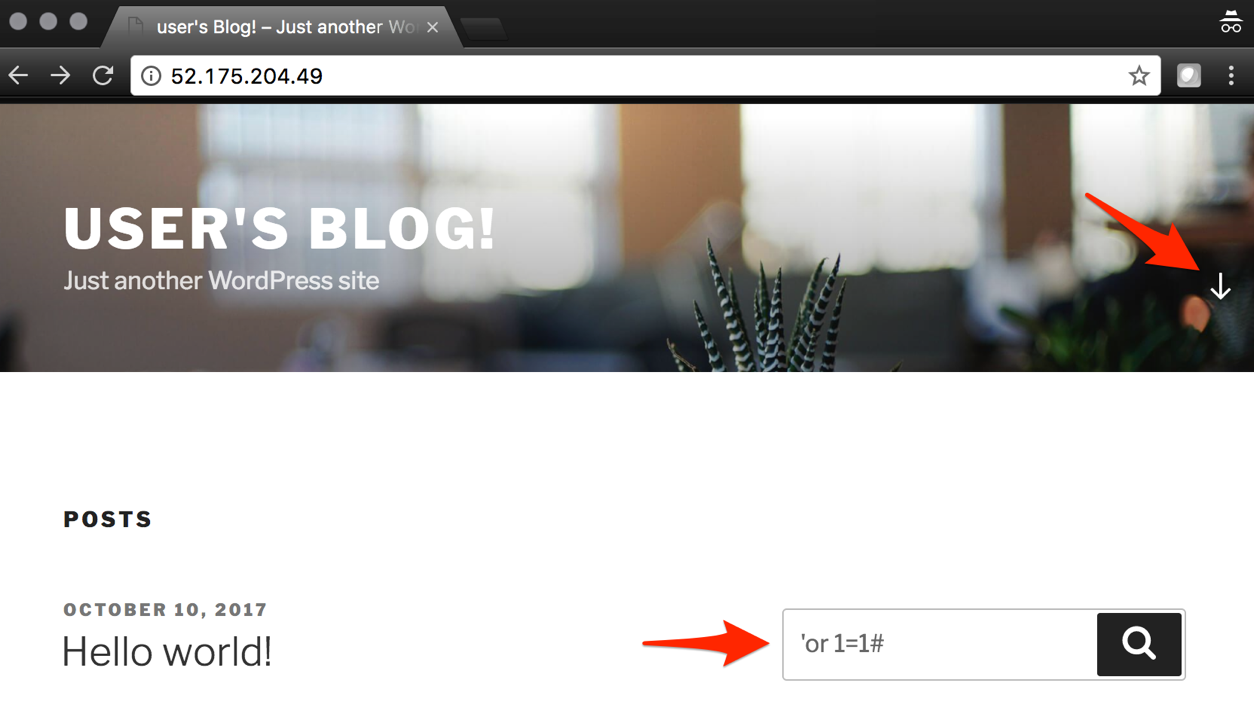 user's Blog! – Just another Wo
52.175.204.49
USER'S BLOG!
Just another WordPress site
POSTS
OCTOBER 10, 2017
Hello world!
'or 1=1#